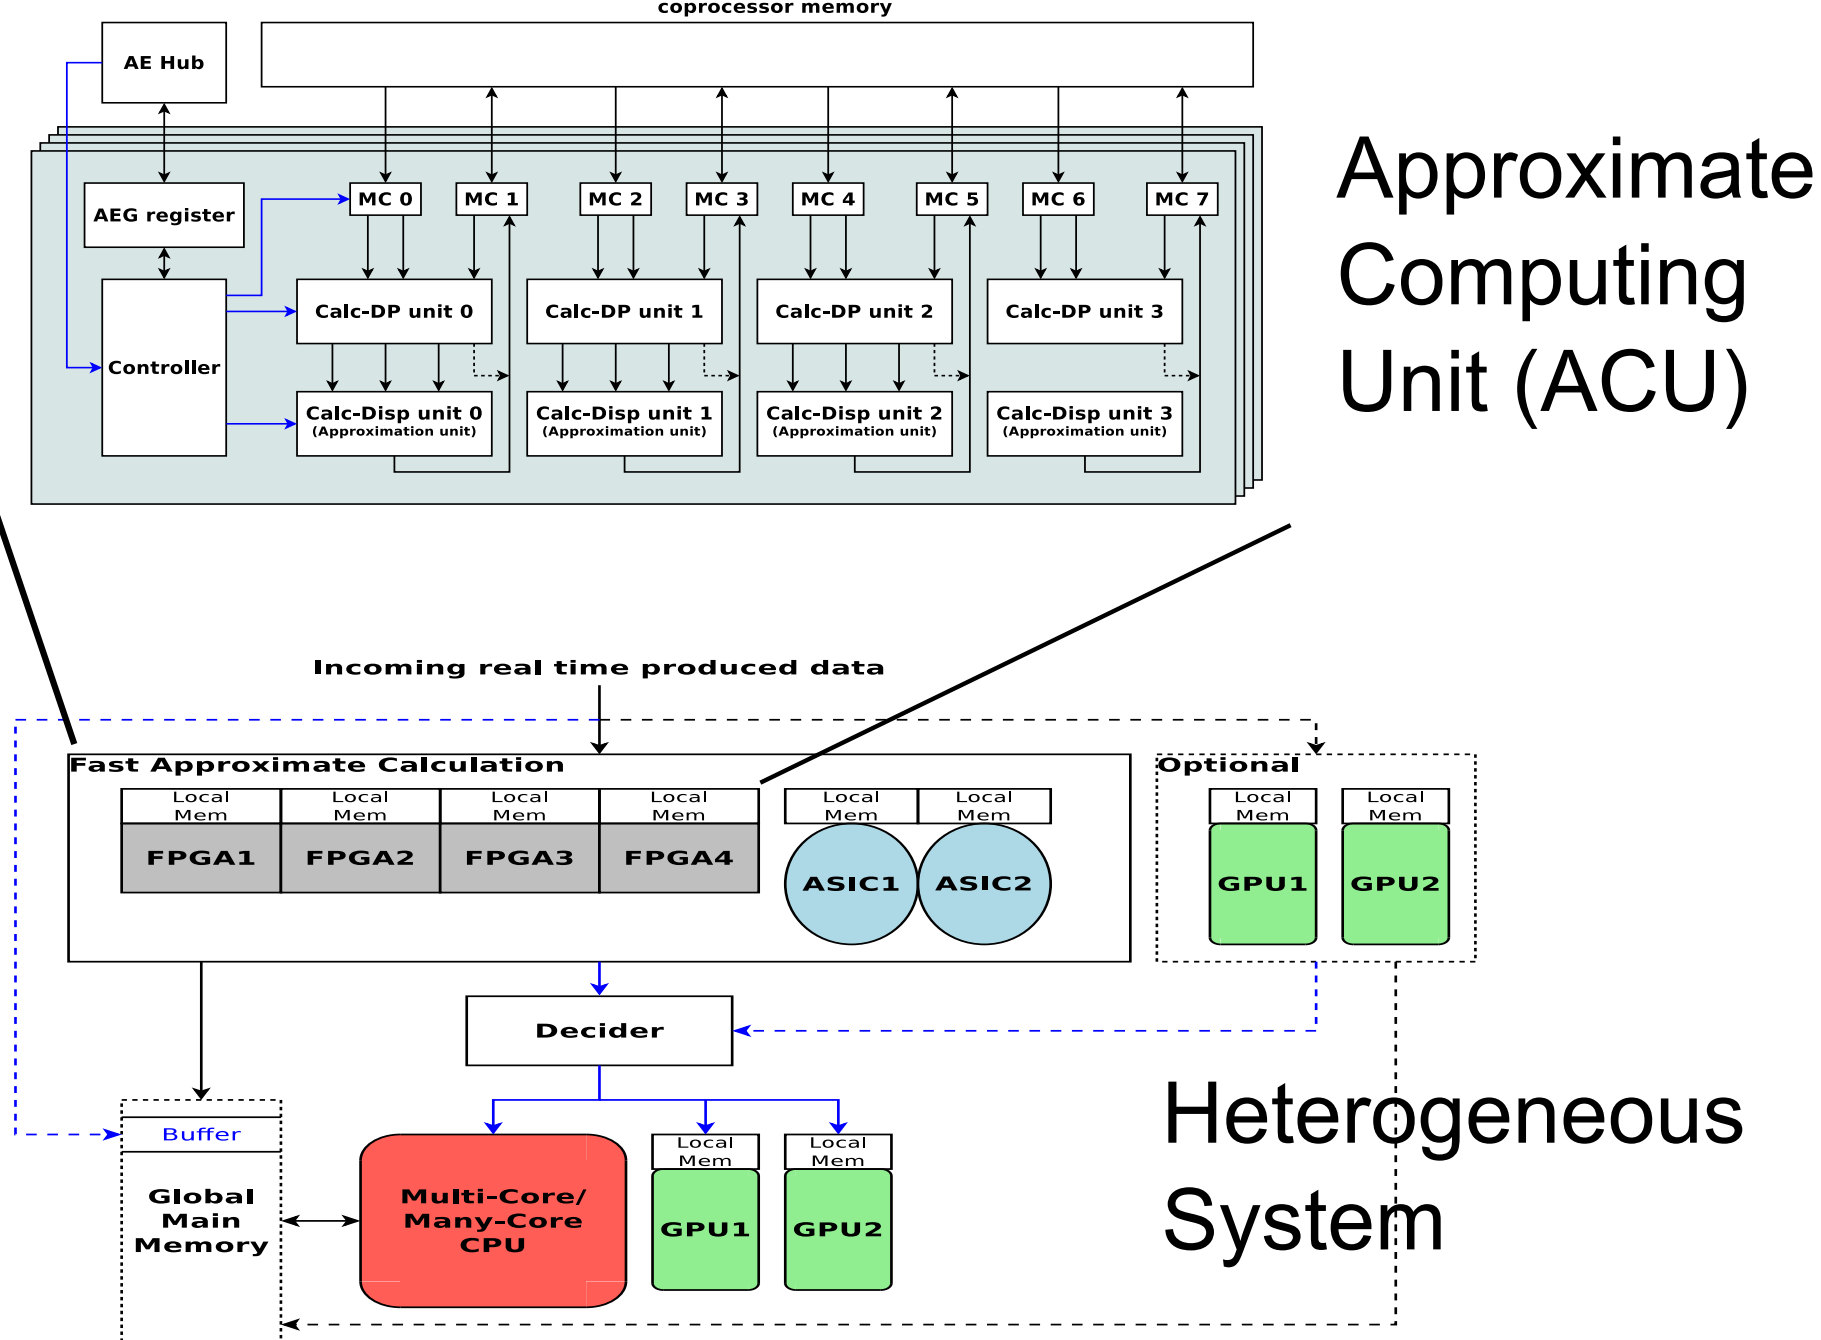 coprocessor memory
AE Hub
Approximate
Computing
Unit (ACU)
AEG register
MC 0
MC 1
MC 2
MC 3
MC 4
MC 5
MC 6
MC 7
Calc-DP unit 0
Calc-DP unit 1
Calc-DP unit 2
Calc-DP unit 3
Controller
Calc-Disp unit 0
(Approximation unit)
Calc-Disp unit 1
(Approximation unit)
Calc-Disp unit 2
(Approximation unit)
Calc-Disp unit 3
(Approximation unit)
Incoming real time produced data
Fast Approximate Calculation
Local
Mem
FPGA1
Local
Mem
FPGA2
Local
Mem
FPGA3
Local
Mem
FPGA4
Local
Mem
ASIC1
Local
Mem
ASIC2
Optional
Local
Mem
GPU1
Local
Mem
GPU2
Decider
Buffer
Global
Main
Memory
Multi-Core/
Many-Core
CPU
Local
Mem
GPU1
Local
Mem
GPU2
Heterogeneous
System